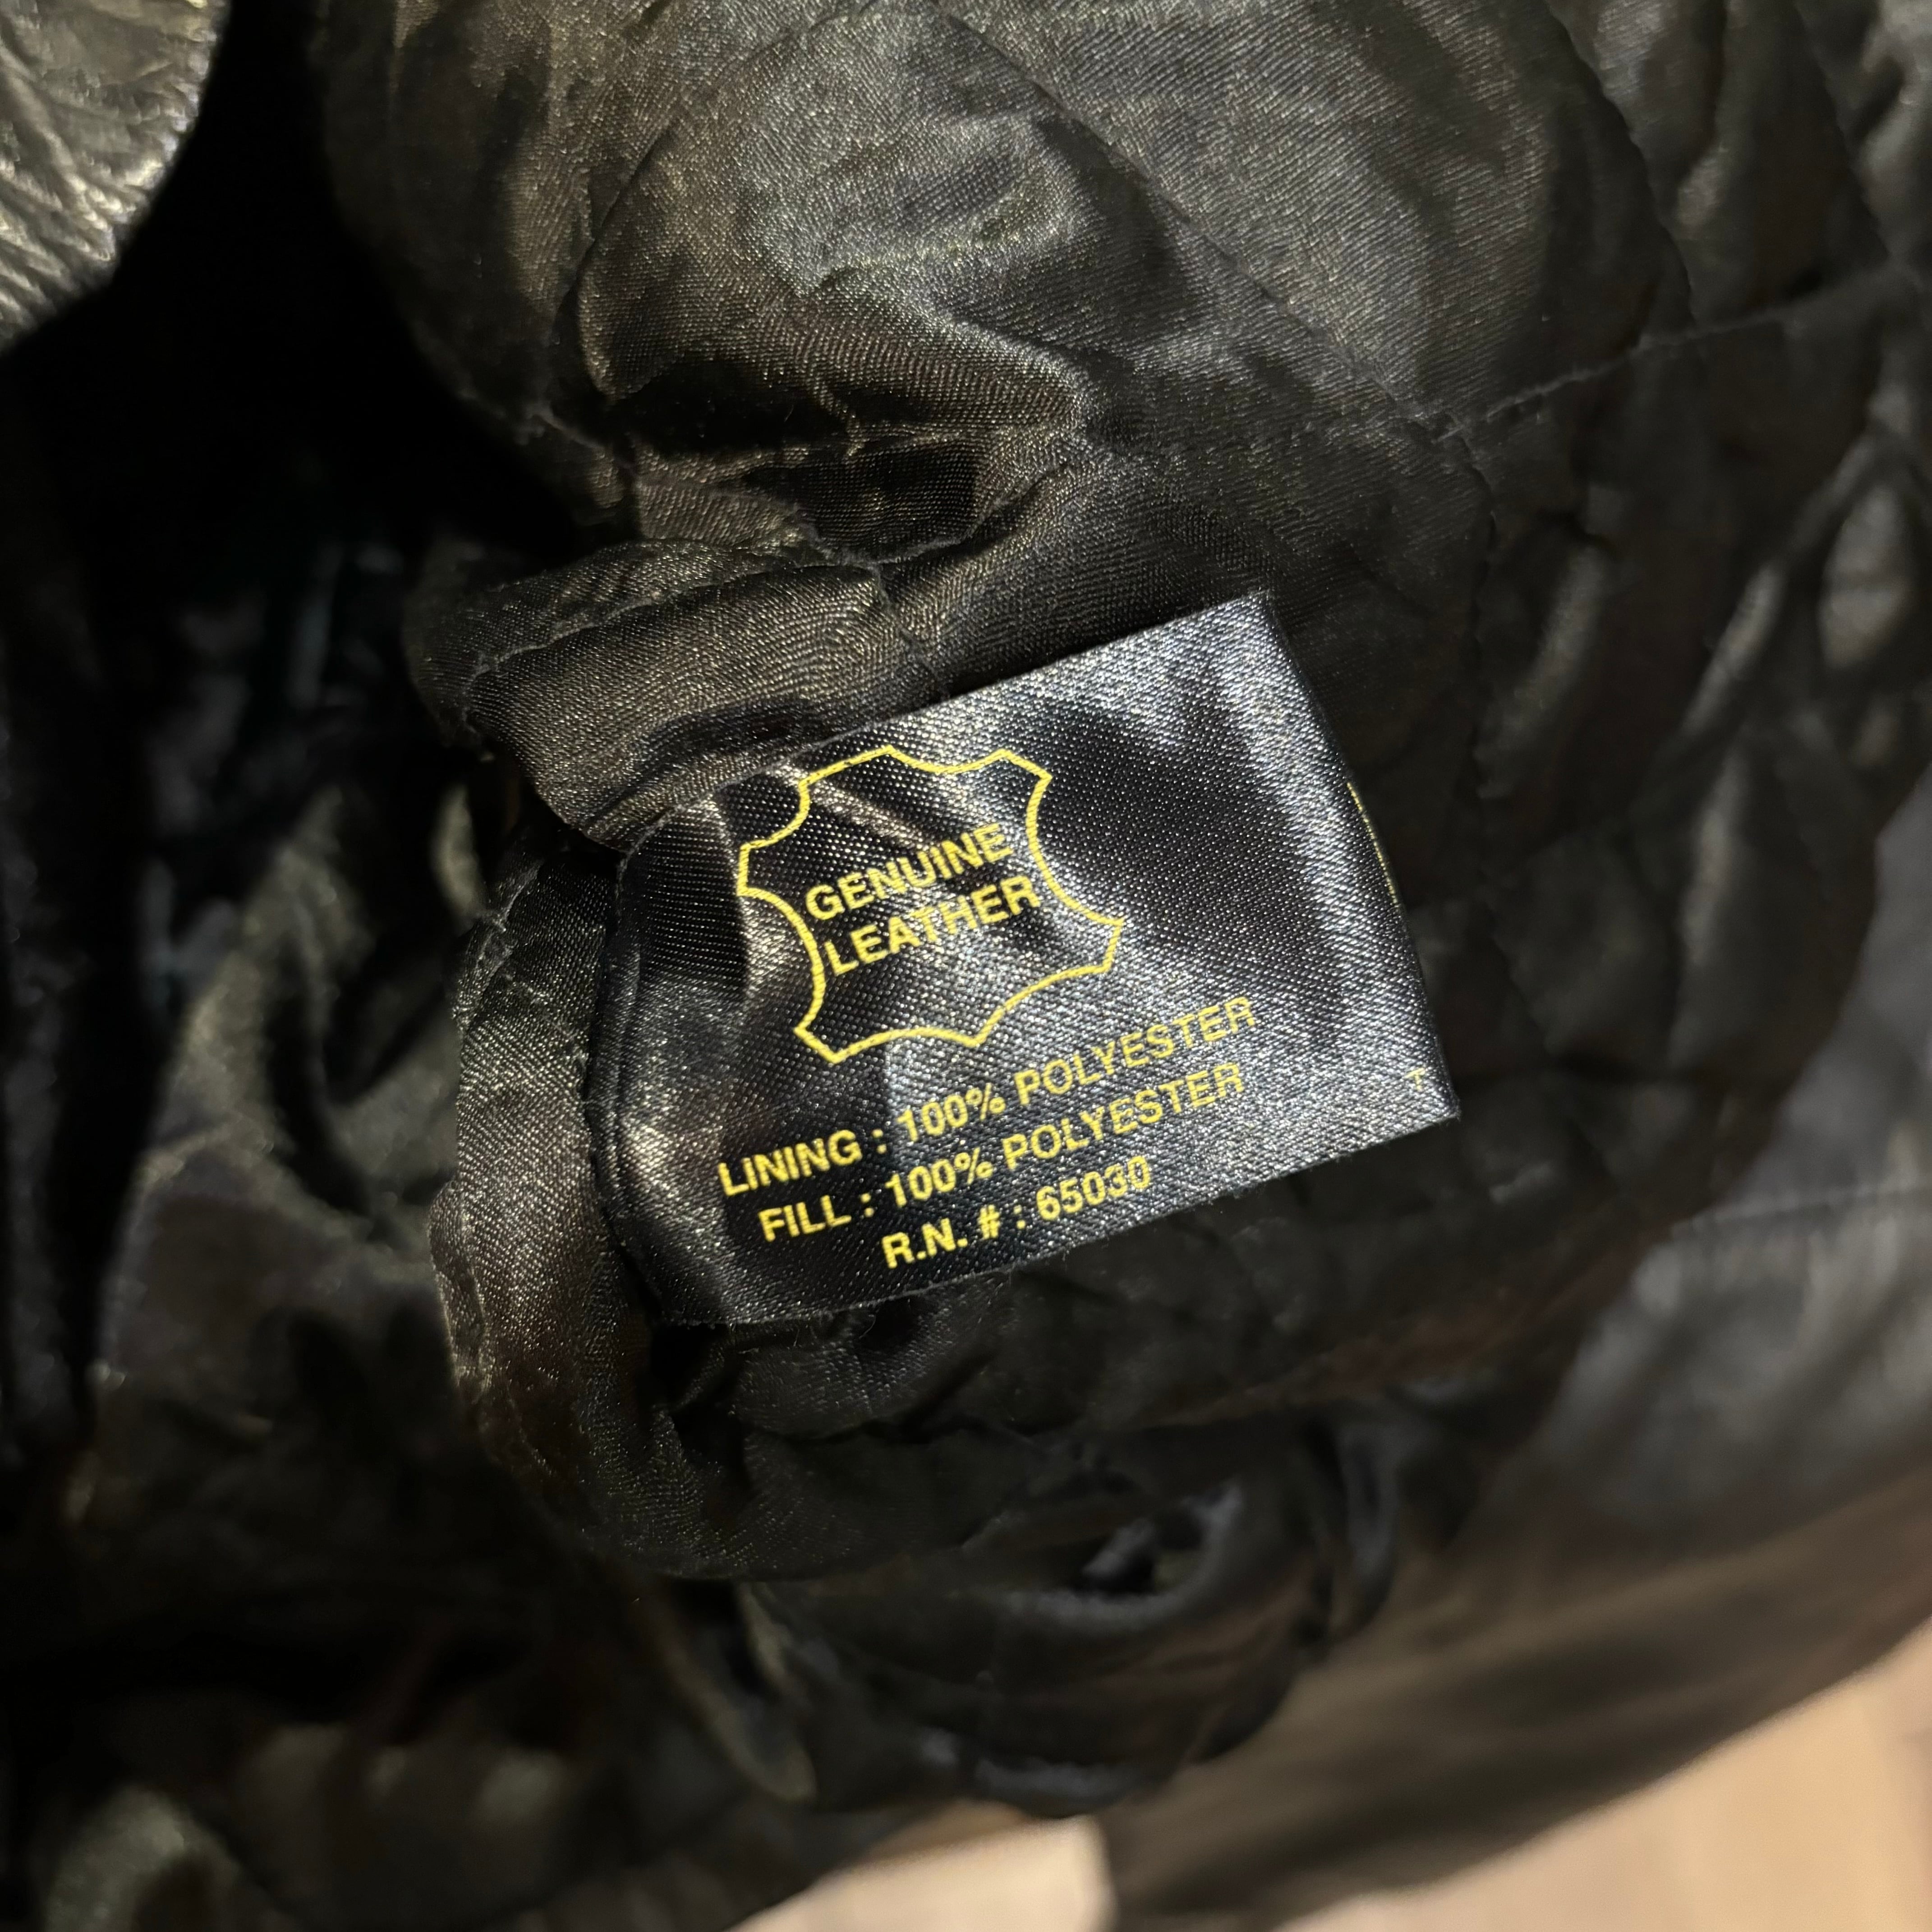 GENUINE
LEATHER
LINING : 100% POLYESTER
FILL : 100% POLYESTER
R.N. # : 65030